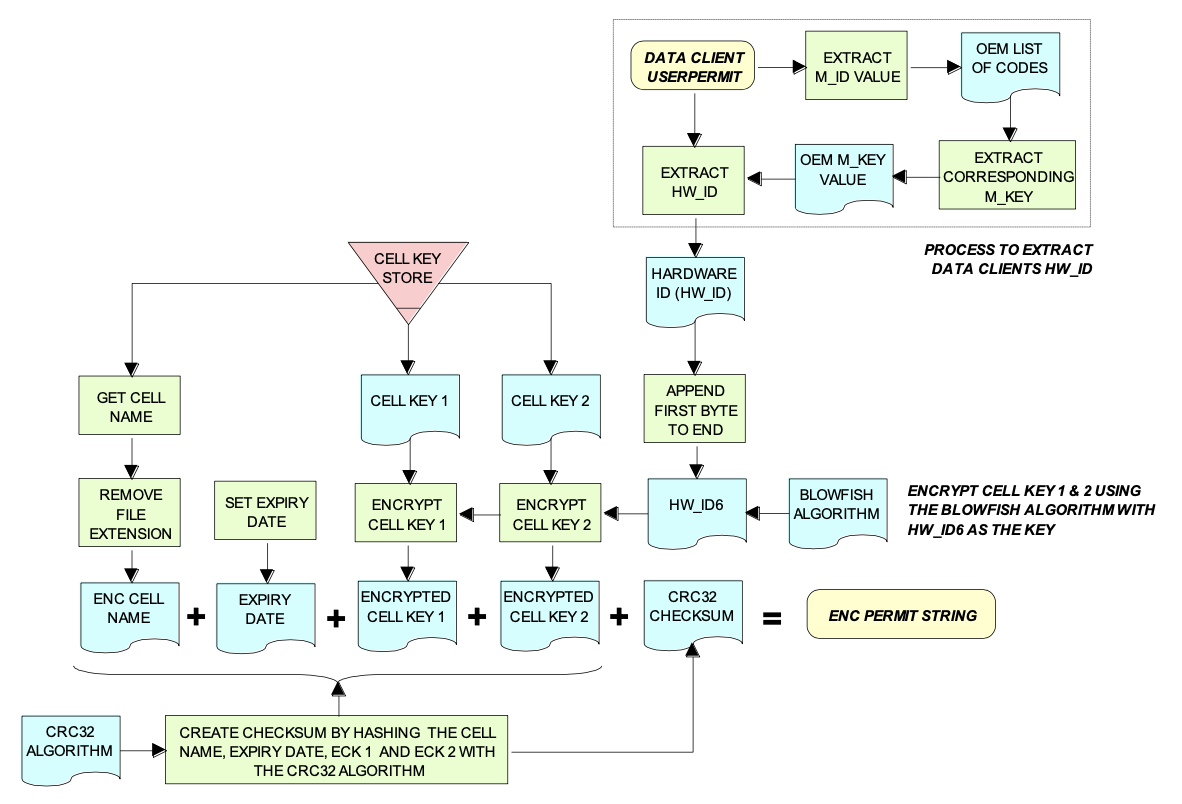 DATA CLIENT
USERPERMIT
EXTRACT
M_ID VALUE
OEM LIST
OF CODES
EXTRACT
HW_ID
OEM M_KEY
VALUE
EXTRACT
CORRESPONDING
M_KEY
PROCESS TO EXTRACT
DATA CLIENTS HW_ID
CELL KEY
STORE
HARDWARE
ID (HW_ID)
GET CELL
NAME
CELL KEY 1
CELL KEY 2
APPEND
FIRST BYTE
TO END
REMOVE
FILE
EXTENSION
SET EXPIRY
DATE
ENCRYPT
CELL KEY 1
ENCRYPT
CELL KEY 2
HW_ID6
BLOWFISH
ALGORITHM
ENCRYPT CELL KEY 1 & 2 USING
THE BLOWFISH ALGORITHM WITH
HW_ID6 AS THE KEY
ENC CELL
NAME
+
EXPIRY
DATE
+
ENCRYPTED
CELL KEY 1
+
ENCRYPTED
CELL KEY 2
+
CRC32
CHECKSUM
=
ENC PERMIT STRING
CRC32
ALGORITHM
CREATE CHECKSUM BY HASHING THE CELL
NAME, EXPIRY DATE, ECK 1 AND ECK 2 WITH
THE CRC32 ALGORITHM